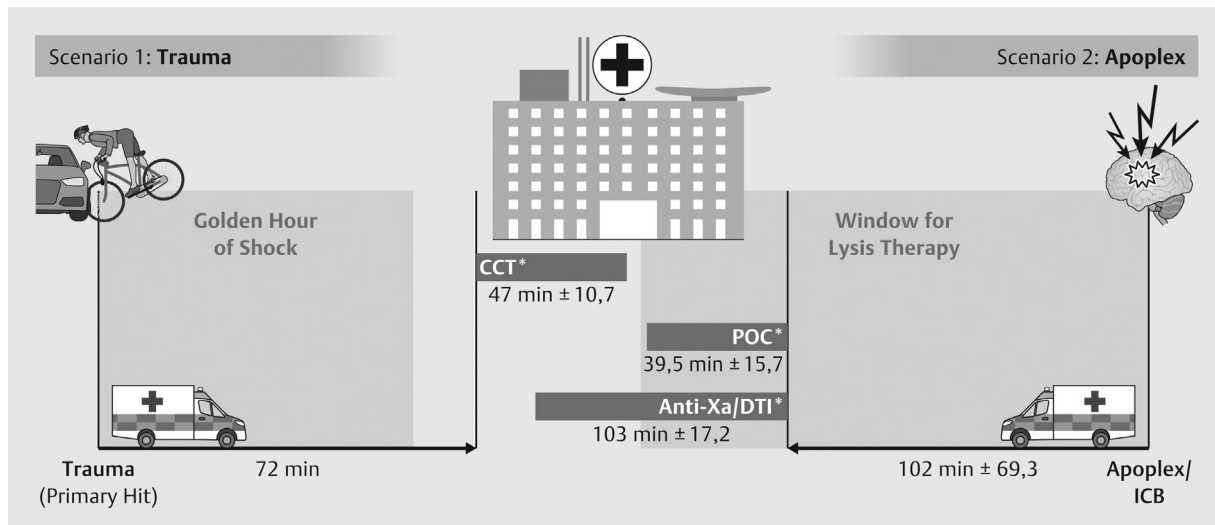 Scenario 1: Trauma
Scenario 2: Apoplex
Golden Hour
of Shock
Window for
Lysis Therapy
CCT*
47 min ± 10,7
POC*
39,5 min ± 15,7
Anti-Xa/DTI*
103 min ± 17,2
Trauma
(Primary Hit)
72 min
102 min ± 69,3
Apoplex/
ICB